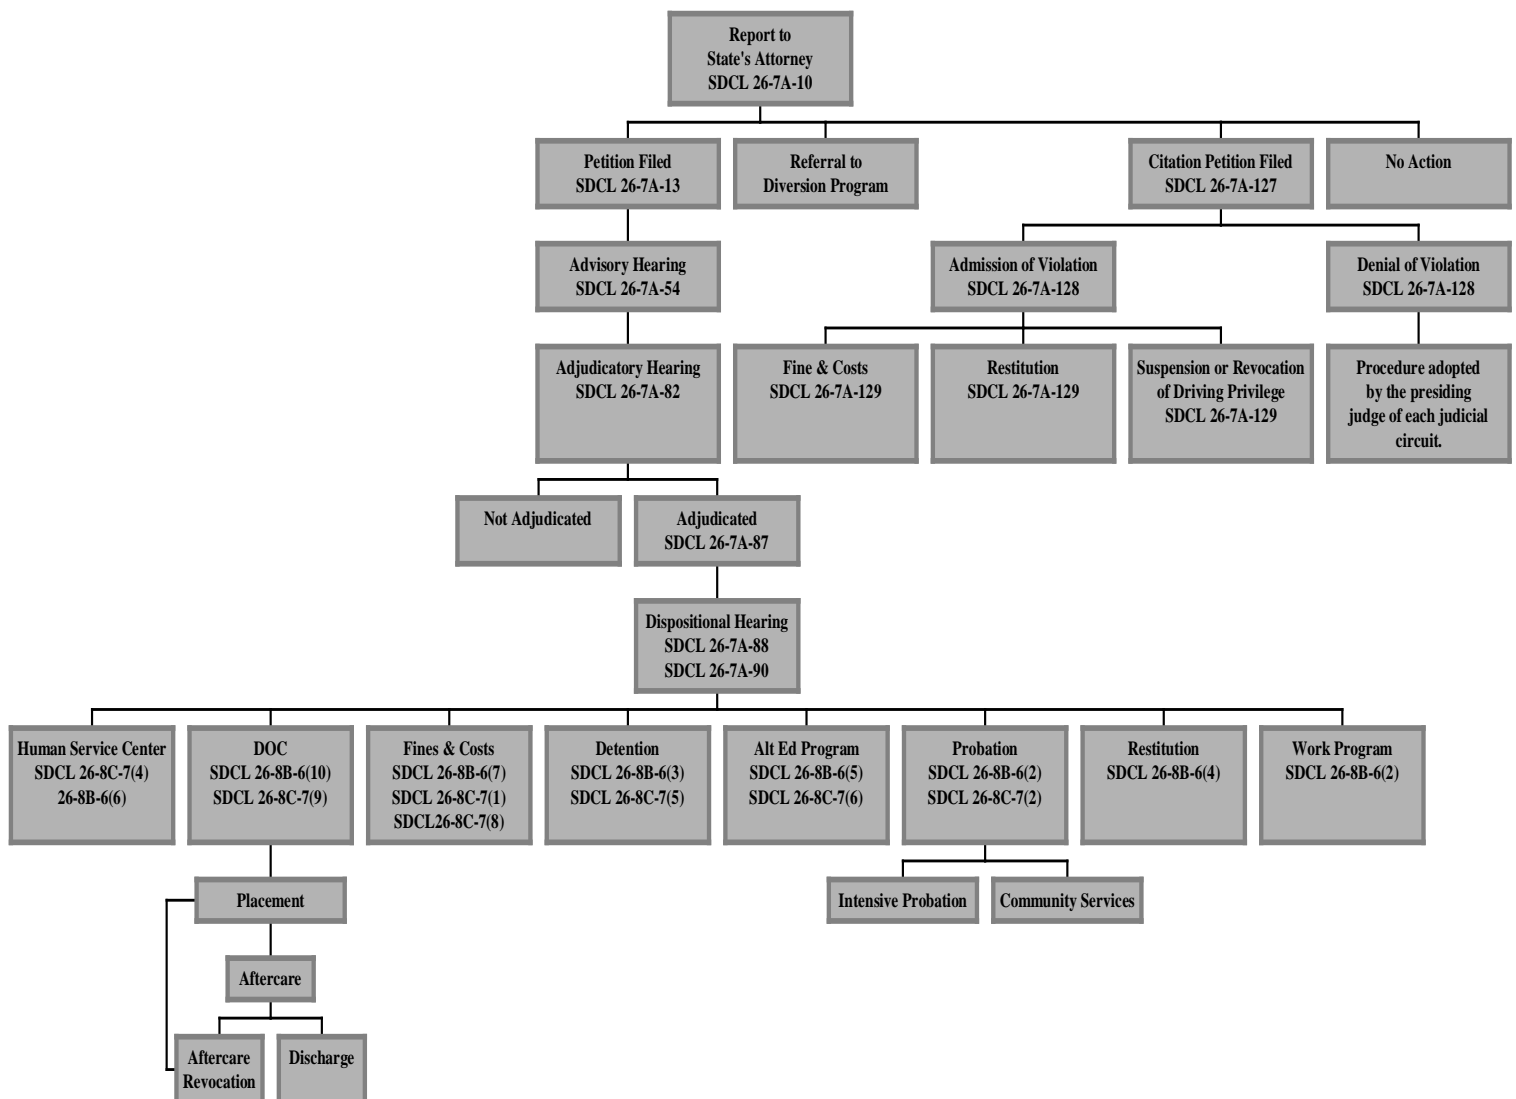 Report to
State's Attorney
SDCL 26-7A-10
Petition Filed
SDCL 26-7A-13
Referral to
Diversion Program
Citation Petition Filed
SDCL 26-7A-127
No Action
Advisory Hearing
SDCL 26-7A-54
Admission of Violation
SDCL 26-7A-128
Denial of Violation
SDCL 26-7A-128
Adjudicatory Hearing
SDCL 26-7A-82
Fine & Costs
SDCL 26-7A-129
Restitution
SDCL 26-7A-129
Suspension or Revocation
of Driving Privilege
SDCL 26-7A-129
Procedure adopted
by the presiding
judge of each judicial
circuit.
Not Adjudicated
Adjudicated
SDCL 26-7A-87
Dispositional Hearing
SDCL 26-7A-88
SDCL 26-7A-90
Human Service Center
SDCL 26-8C-7(4)
26-8B-6(6)
DOC
SDCL 26-8B-6(10)
SDCL 26-8C-7(9)
Fines & Costs
SDCL 26-8B-6(7)
SDCL 26-8C-7(1)
SDCL26-8C-7(8)
Detention
SDCL 26-8B-6(3)
SDCL 26-8C-7(5)
Alt Ed Program
SDCL 26-8B-6(5)
SDCL 26-8C-7(6)
Probation
SDCL 26-8B-6(2)
SDCL 26-8C-7(2)
Restitution
SDCL 26-8B-6(4)
Work Program
SDCL 26-8B-6(2)
Placement
Intensive Probation
Community Services
Aftercare
Aftercare
Revocation
Discharge